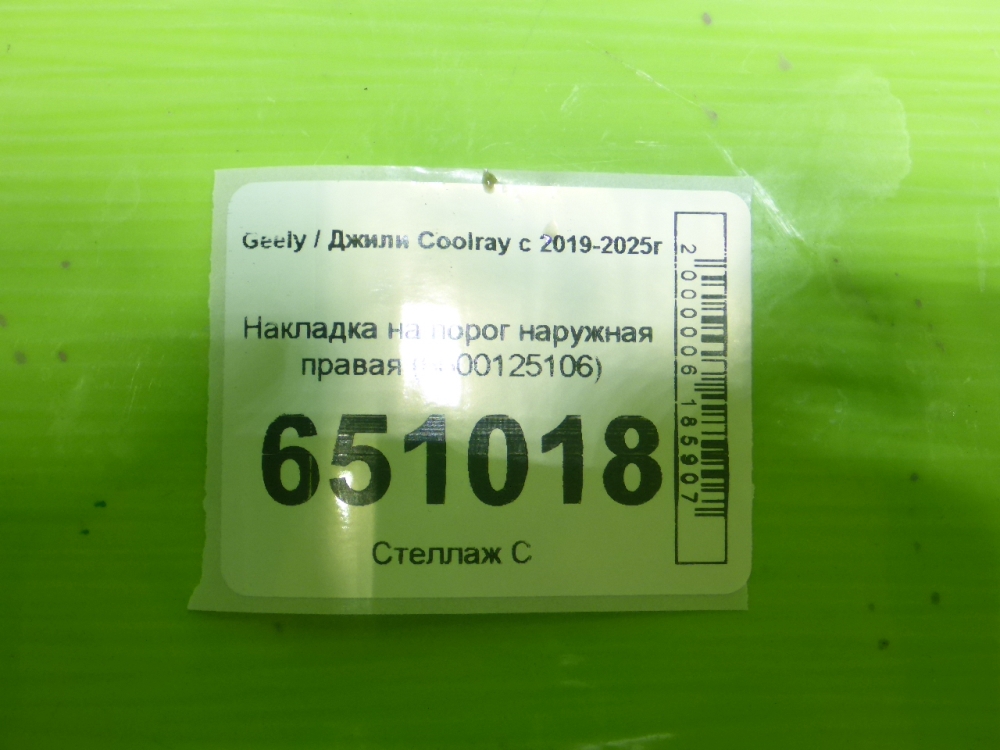 Geely / Джили Coolray с 2019-2025г
Накладка на порог наружная
правая
651018
Стеллаж С
2000006185907